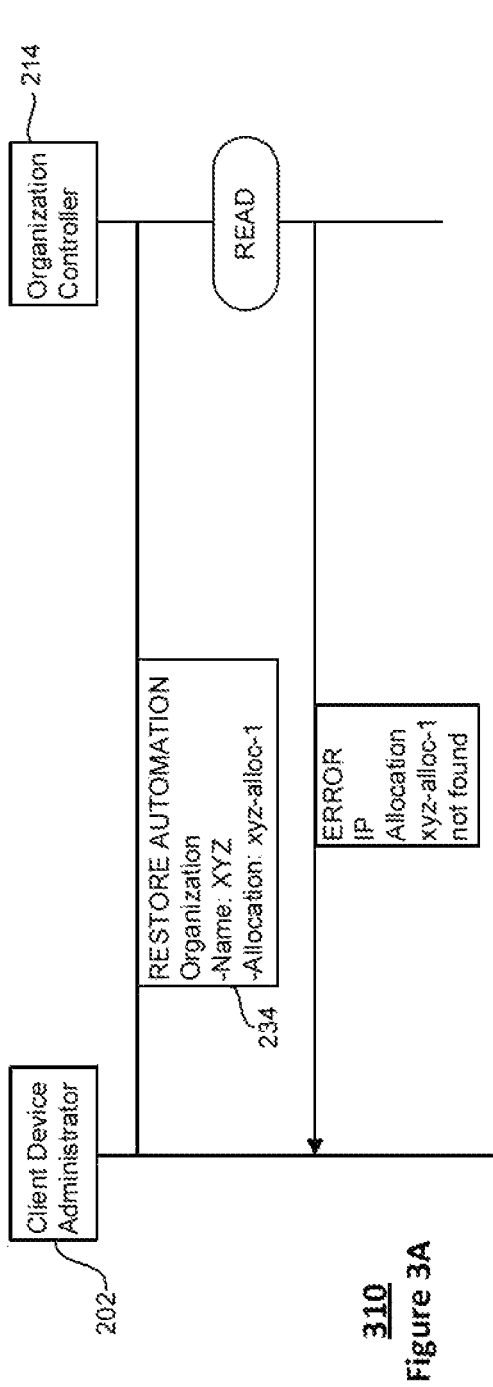 Client Device
Administrator
202
Organization
Controller
214
RESTORE AUTOMATION
Organization
-Name: XYZ
-Allocation: xyz-alloc-1
234
READ
ERROR
IP
Allocation
xyz-alloc-1
not found
310
Figure 3A